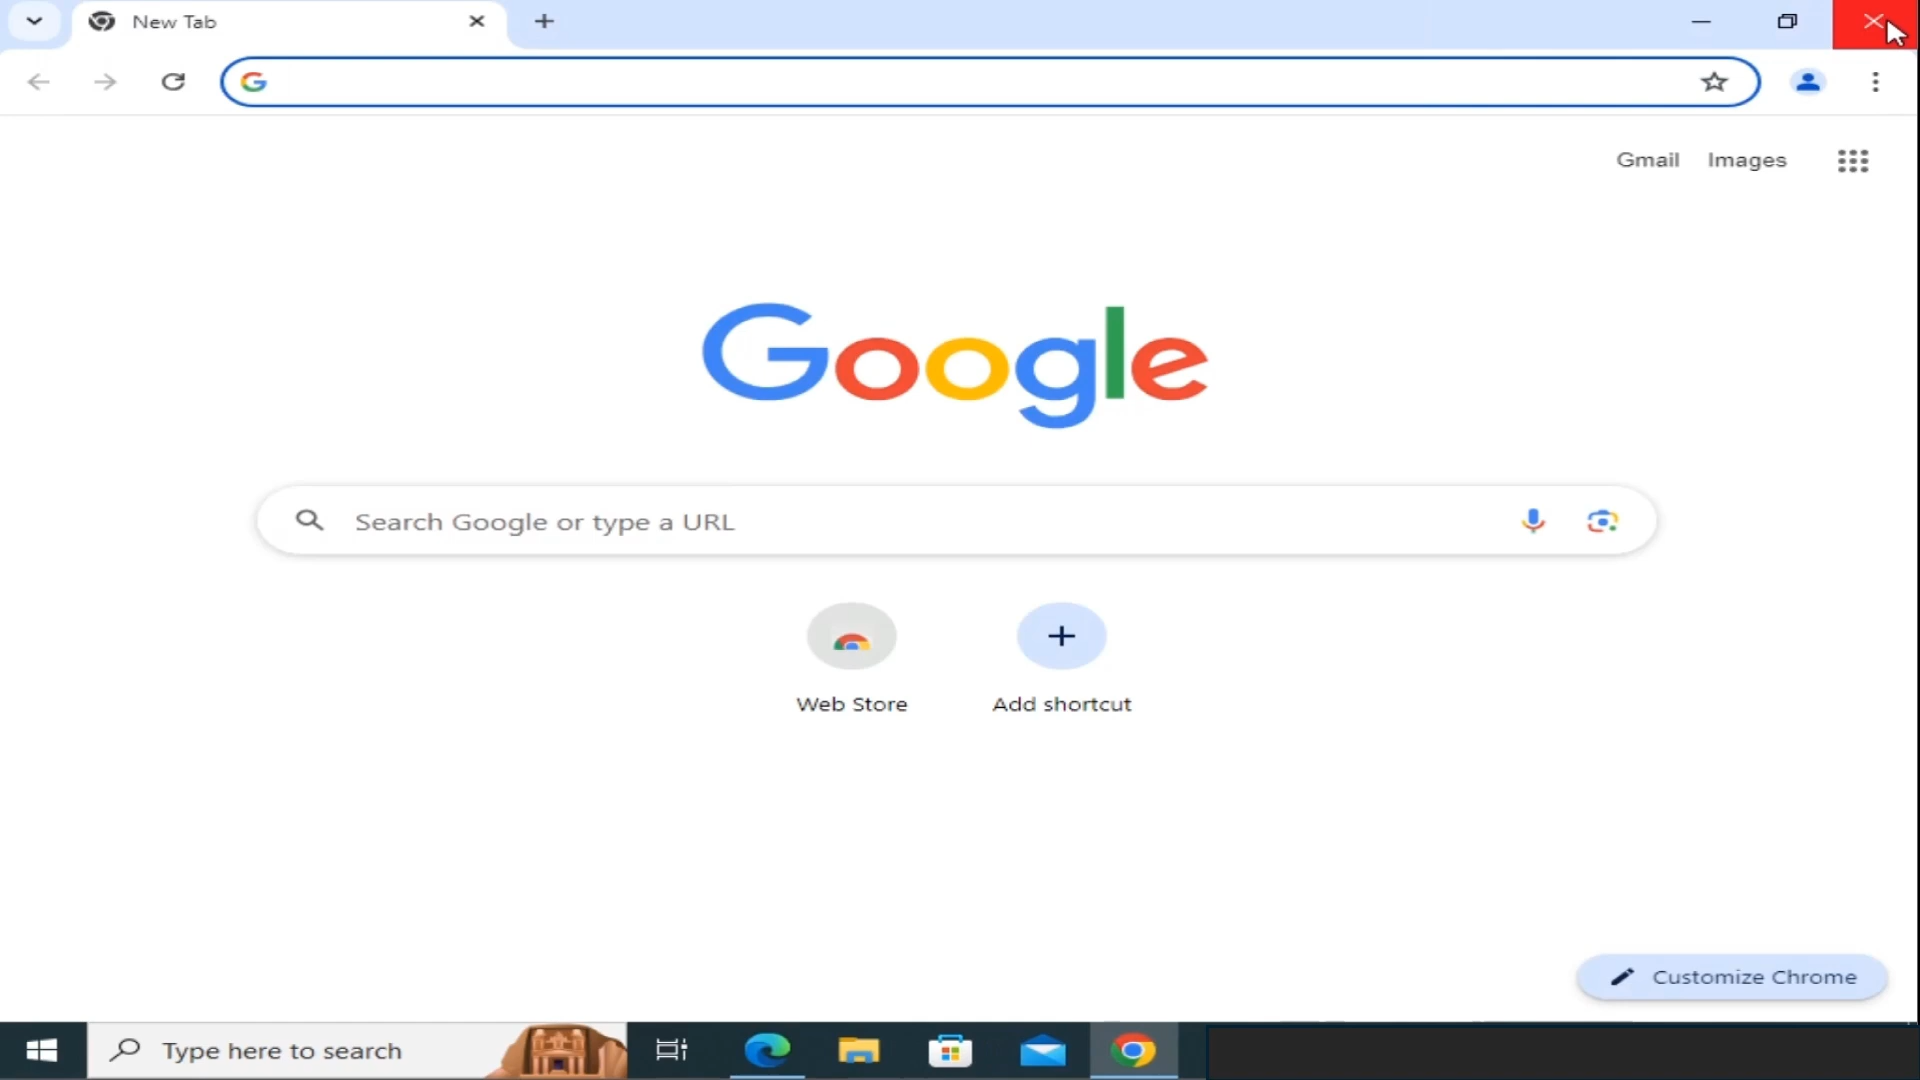 New Tab
Gmail Images
Google
Search Google or type a URL
Web Store Add shortcut
Customize Chrome
Type here to search